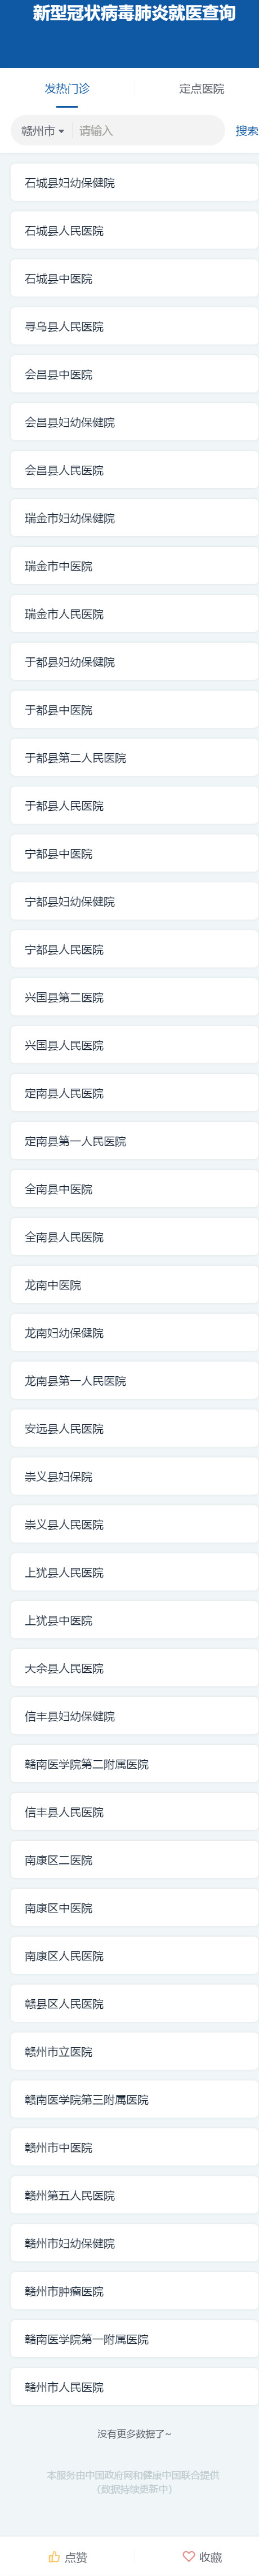 新型冠状病毒肺炎就医查询
发热门诊
定点医院
赣州市
请输入
搜索
石城县妇幼保健院
石城县人民医院
石城县中医院
寻乌县人民医院
会昌县中医院
会昌县妇幼保健院
会昌县人民医院
瑞金市妇幼保健院
瑞金市中医院
瑞金市人民医院
于都县妇幼保健院
于都县中医院
于都县第二人民医院
于都县人民医院
宁都县中医院
宁都县妇幼保健院
宁都县人民医院
兴国县第二医院
兴国县人民医院
定南县人民医院
定南县第一人民医院
全南县中医院
全南县人民医院
龙南中医院
龙南妇幼保健院
龙南县第一人民医院
安远县人民医院
崇义县妇保院
崇义县人民医院
上犹县人民医院
上犹县中医院
大余县人民医院
信丰县妇幼保健院
赣南医学院第二附属医院
信丰县人民医院
南康区二医院
南康区中医院
南康区人民医院
赣县区人民医院
赣州市立医院
赣南医学院第三附属医院
赣州市中医院
赣州第五人民医院
赣州市妇幼保健院
赣州市肿瘤医院
赣南医学院第一附属医院
赣州市人民医院
没有更多数据了~
本服务由中国政府网和健康中国联合提供
(数据持续更新中)
点赞
收藏